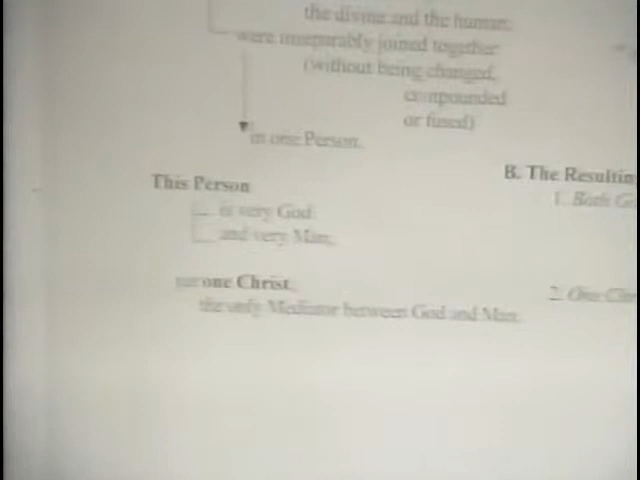 the divine and the human,
were inseparably joined together
(without being changed,
compounded
or fused)
in one Person.
This Person
is very God
and very Man,
one Christ,
the only Mediator between God and Man.
B. The Resultin
1. Both G
2. One